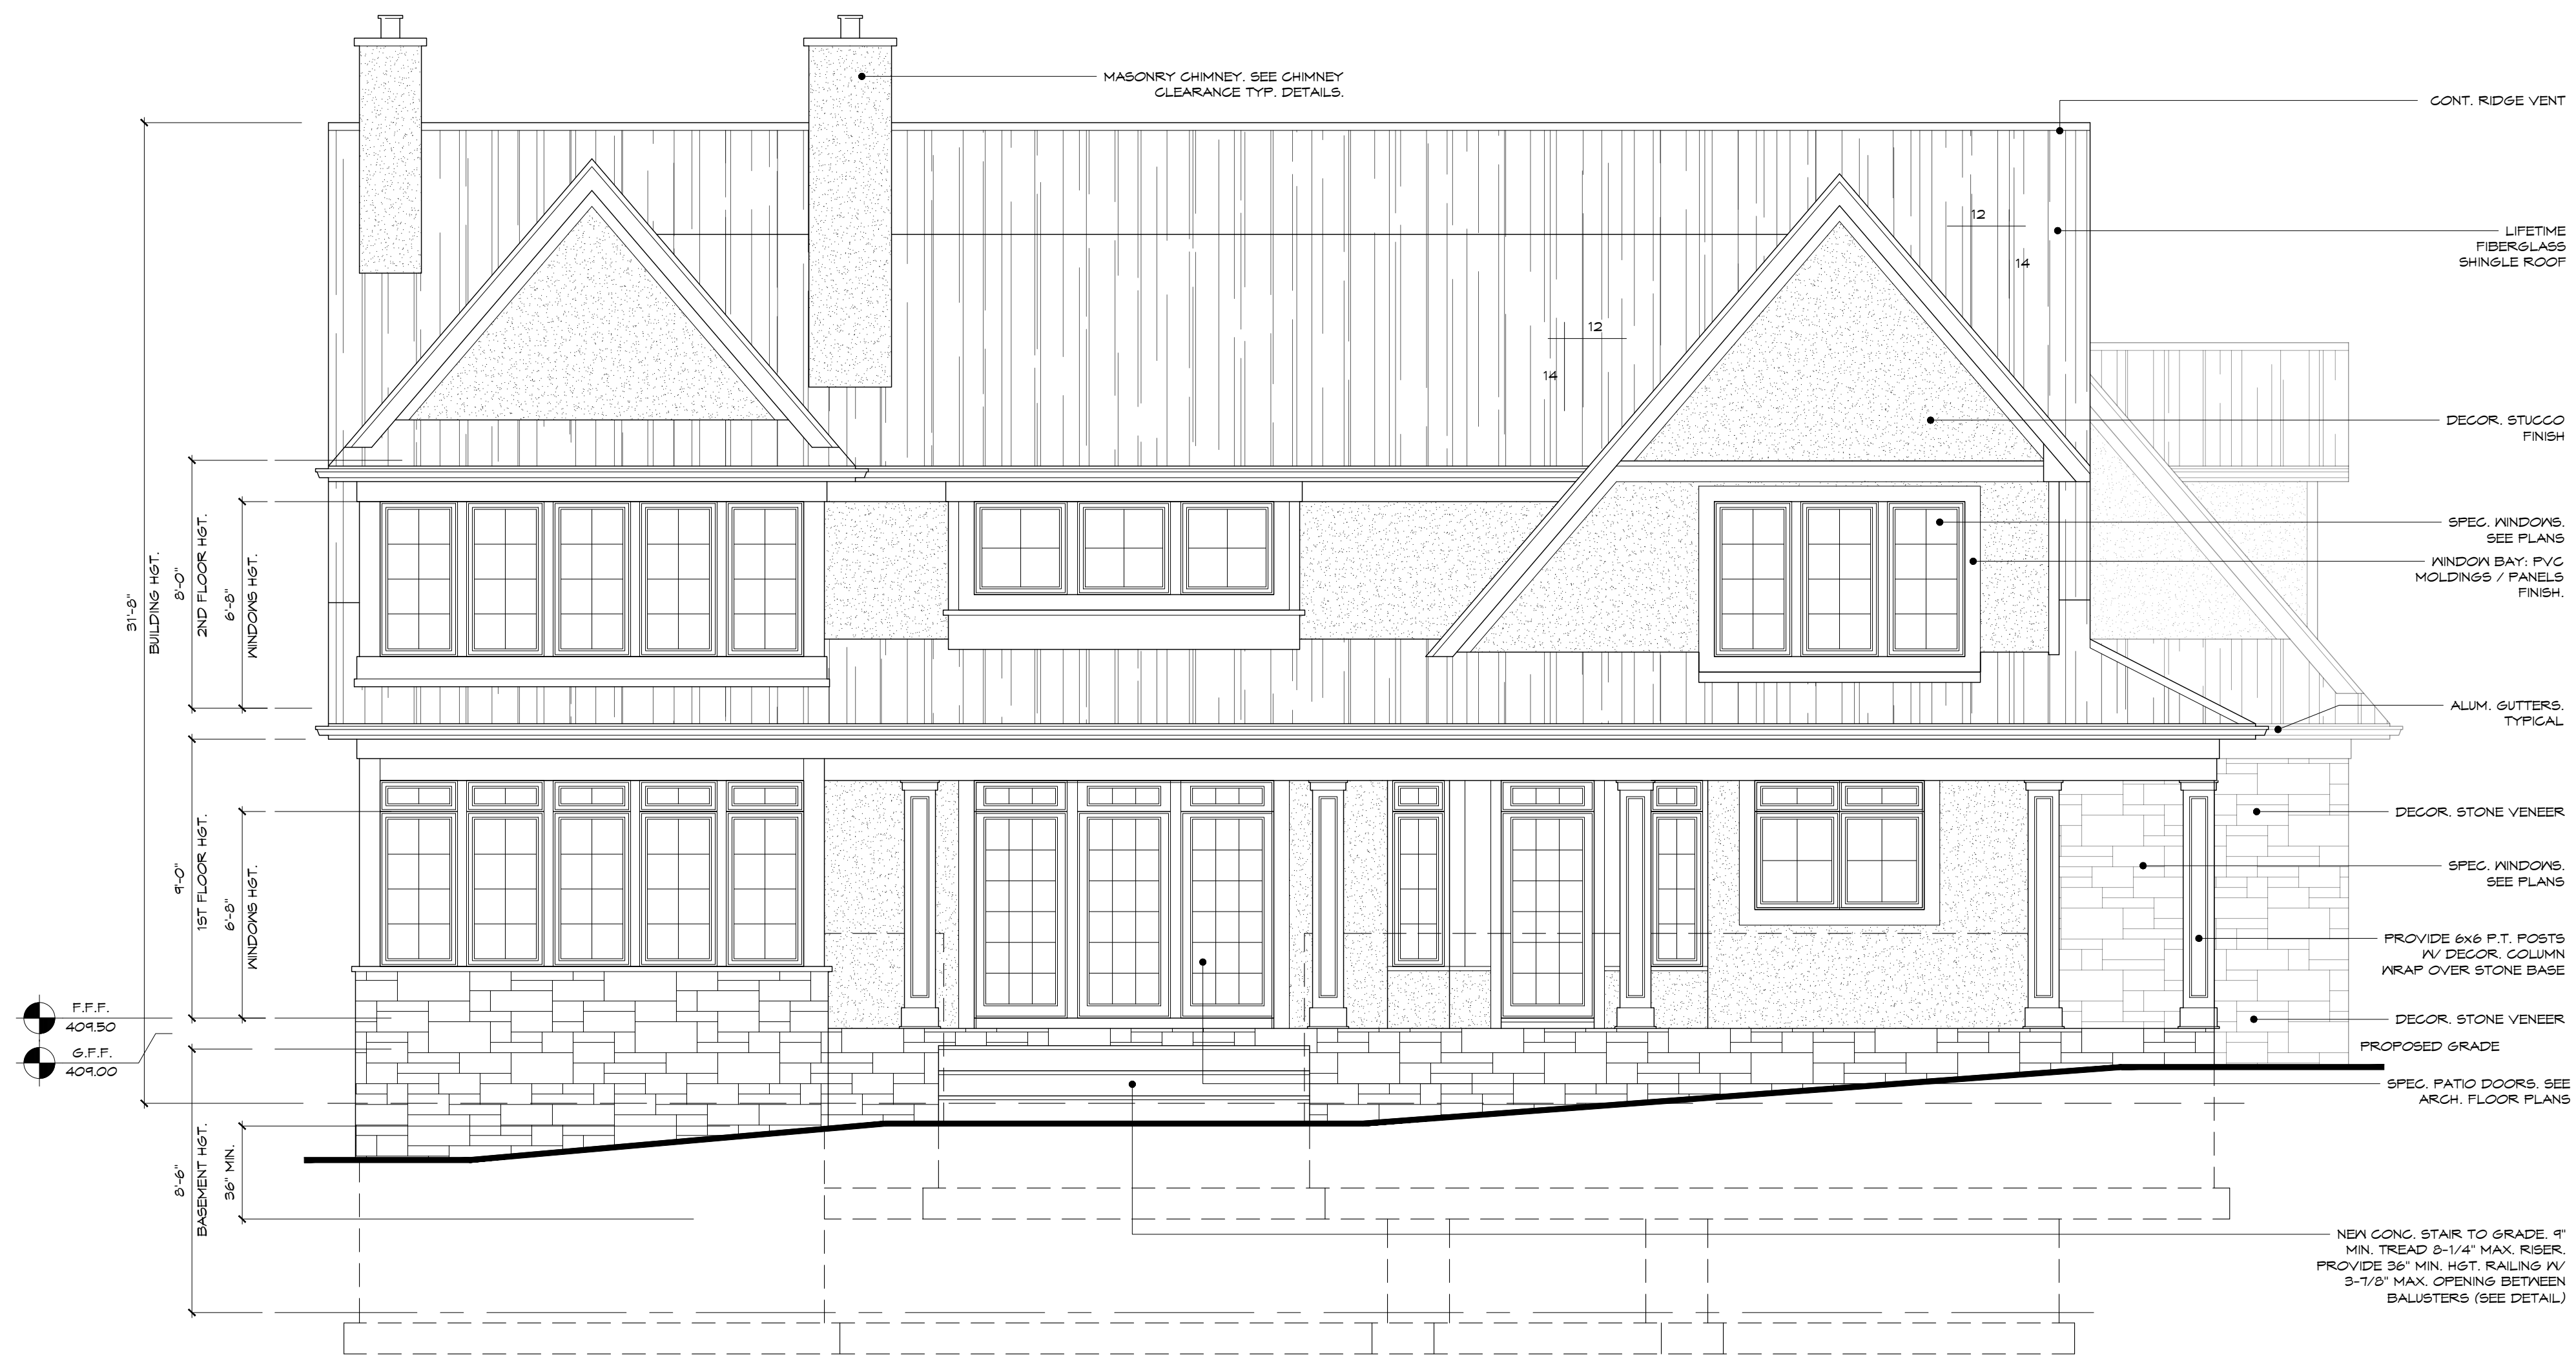 MASONRY CHIMNEY. SEE CHIMNEY
CLEARANCE TYP. DETAILS.
CONT. RIDGE VENT
12
14
LIFETIME
FIBERGLASS
SHINGLE ROOF
12
14
DECOR. STUCCO
FINISH
SPEC. WINDOWS.
SEE PLANS
WINDOW BAY: PVC
MOLDINGS / PANELS
FINISH.
31'-8"
BUILDING HGT.
8'-0"
2ND FLOOR HGT.
6'-8"
WINDOWS HGT.
ALUM. GUTTERS.
TYPICAL
9'-0"
1ST FLOOR HGT.
6'-8"
WINDOWS HGT.
DECOR. STONE VENEER
SPEC. WINDOWS.
SEE PLANS
PROVIDE 6x6 P.T. POSTS
W/ DECOR. COLUMN
WRAP OVER STONE BASE
F.F.F.
409.50
G.F.F.
409.00
DECOR. STONE VENEER
PROPOSED GRADE
SPEC. PATIO DOORS. SEE
ARCH. FLOOR PLANS
8'-6"
BASEMENT HGT.
36" MIN.
NEW CONC. STAIR TO GRADE. 9"
MIN. TREAD 8-1/4" MAX. RISER.
PROVIDE 36" MIN. HGT. RAILING W/
3-7/8" MAX. OPENING BETWEEN
BALUSTERS (SEE DETAIL)